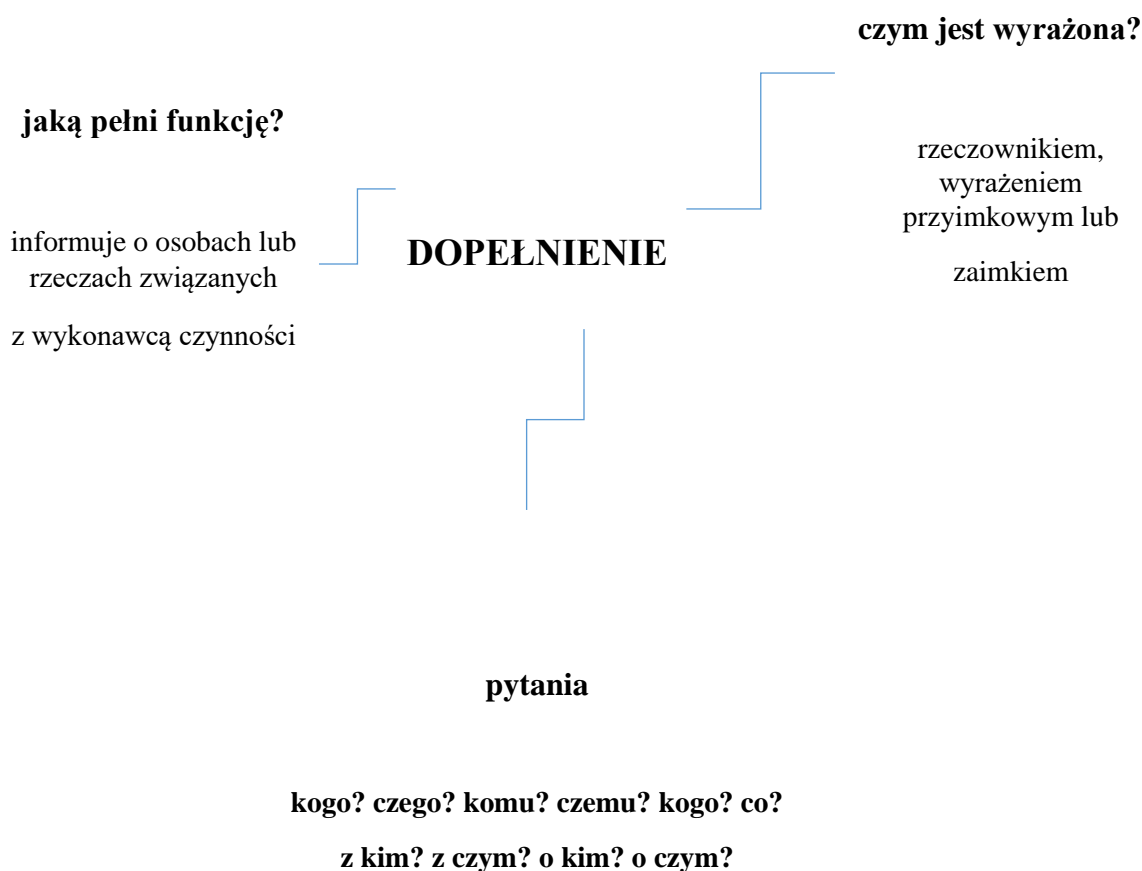 czym jest wyrażona?
jaką pełni funkcję?
rzeczownikiem,
wyrażeniem
przyimkowym lub
zaimkiem
informuje o osobach lub
rzeczach związanych
z wykonawcą czynności
DOPEŁNIENIE
pytania
kogo? czego? komu? czemu? kogo? co?
z kim? z czym? o kim? o czym?